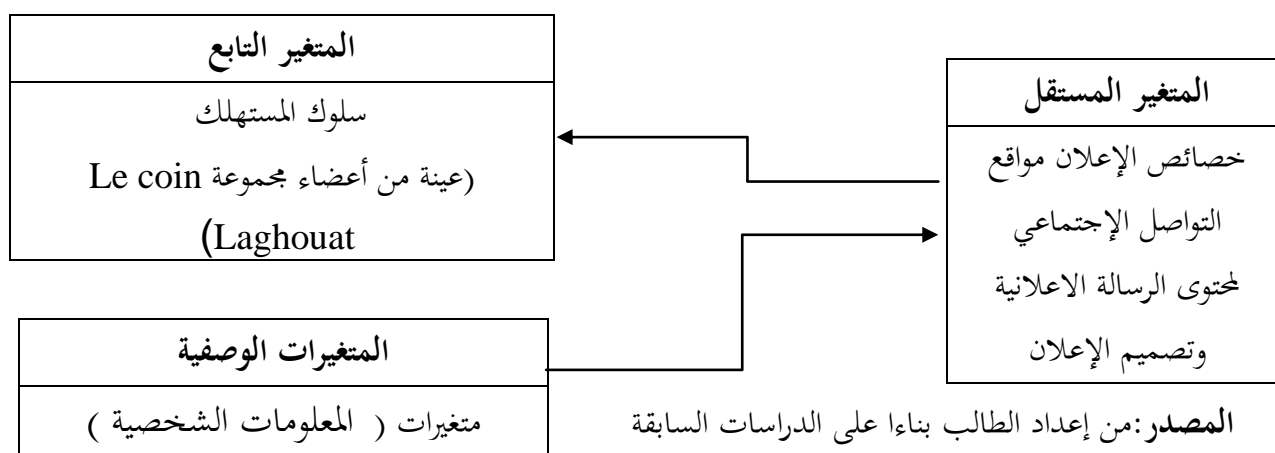 المتغير التابع
سلوك المستهلك
(عينة من أعضاء مجموعة Le coin
Laghouat)
المتغير المستقل
خصائص الإعلان مواقع
التواصل الإجتماعي
لمحتوى الرسالة الاعلانية
وتصميم الإعلان
المتغيرات الوصفية
متغيرات ( المعلومات الشخصية )
المصدر:من إعداد الطالب بناءا على الدراسات السابقة